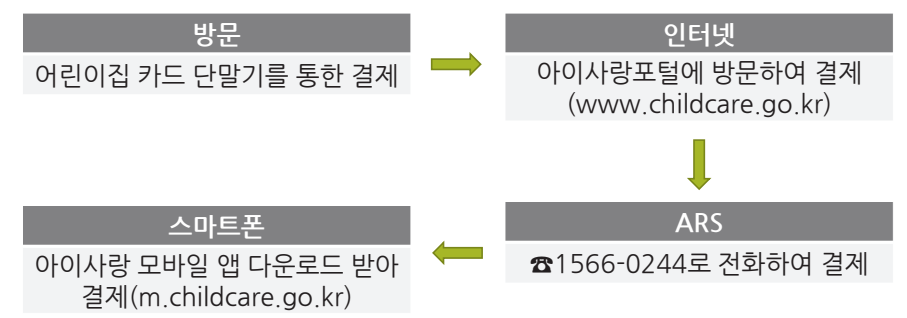 방문
어린이집 카드 단말기를 통한 결제
인터넷
아이사랑포털에 방문하여 결제
(www.childcare.go.kr)
ARS
☎1566-0244로 전화하여 결제
스마트폰
아이사랑 모바일 앱 다운로드 받아
결제(m.childcare.go.kr)